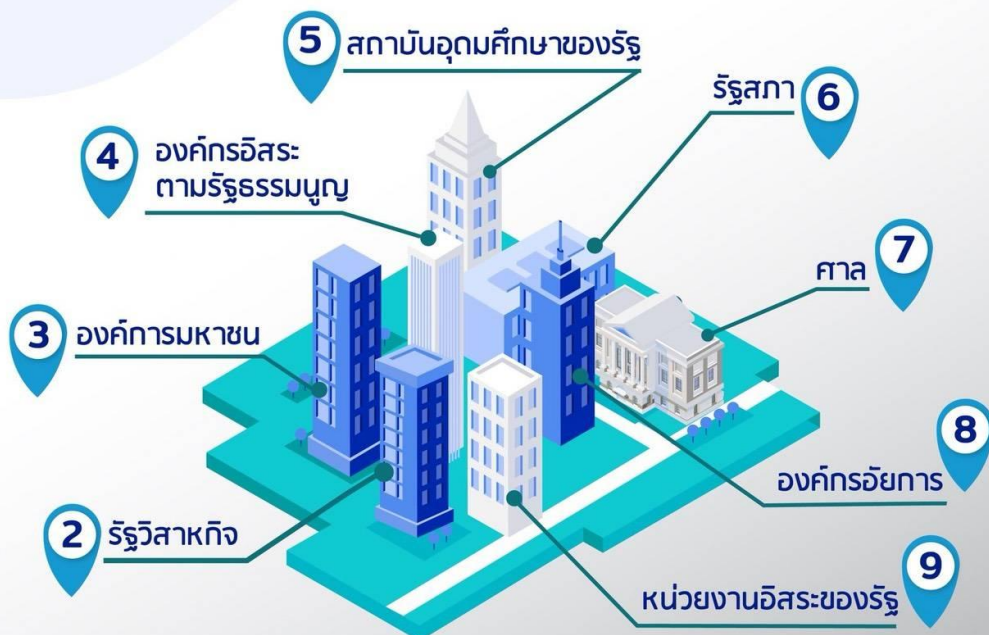 5 สถาบันอุดมศึกษาของรัฐ
รัฐสภา 6
4 องค์กรอิสระ
ตามรัฐธรรมนูญ
7
ศาล
3 องค์การมหาชน
8
องค์กรอัยการ
2 รัฐวิสาหกิจ
9
หน่วยงานอิสระของรัฐ